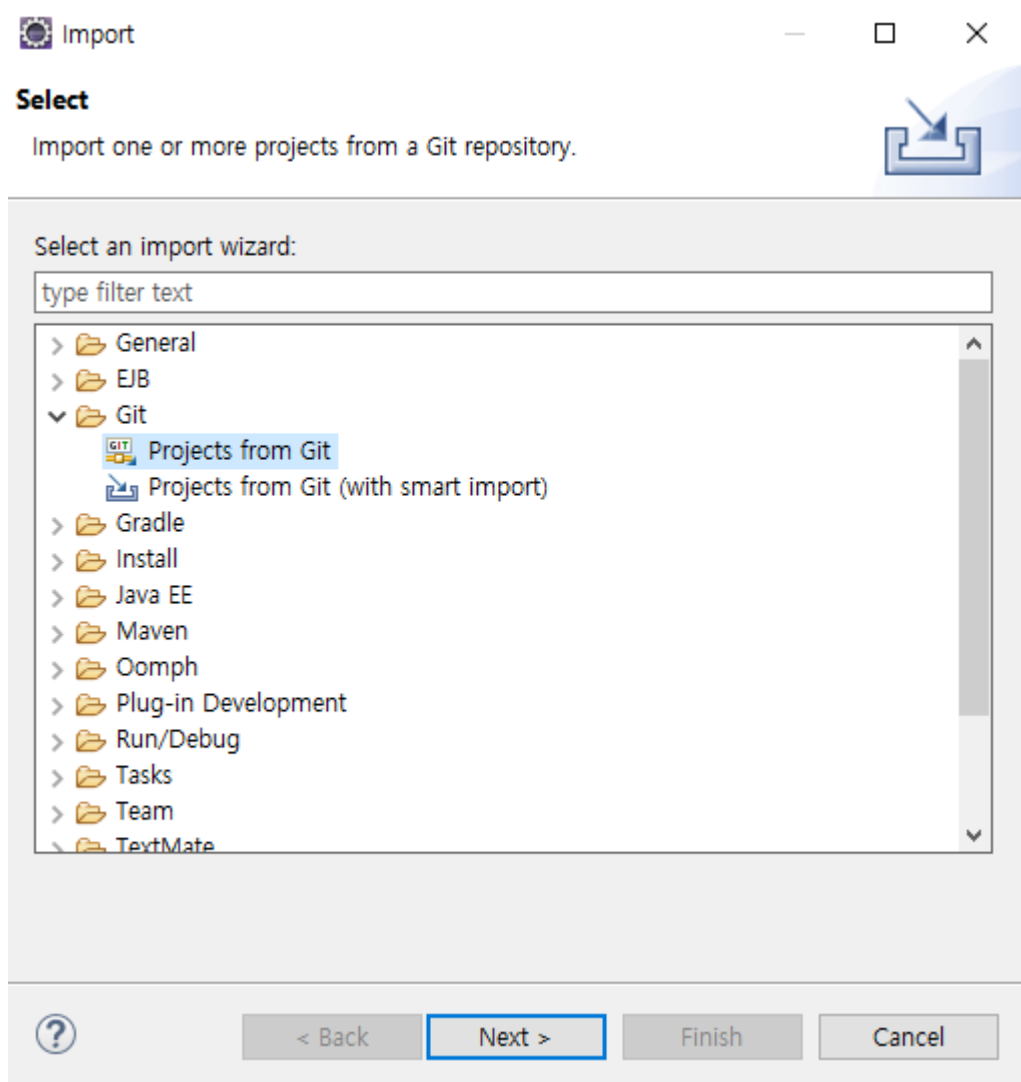 Import
Select
Import one or more projects from a Git repository.
Select an import wizard:
type filter text
General
EJB
Git
GIT Projects from Git
Projects from Git (with smart import)
Gradle
Install
Java EE
Maven
Oomph
Plug-in Development
Run/Debug
Tasks
Team
TextMate
? < Back Next > Finish Cancel